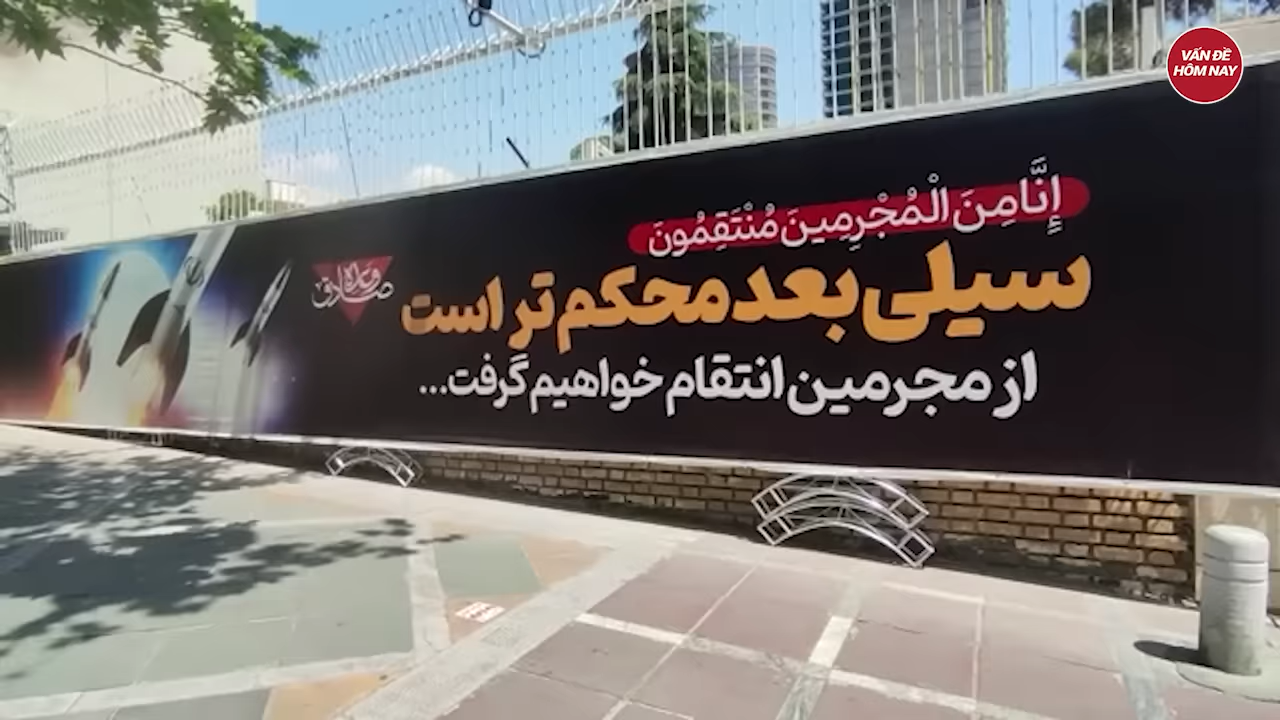 VẤN ĐỀ
HÔM NAY
إِنَّا مِنَ الْمُجْرِمِينَ مُنْتَقِمُونَ
سیلی بعد محکم تر است
از مجرمین انتقام خواهیم گرفت...
وعده
صادق